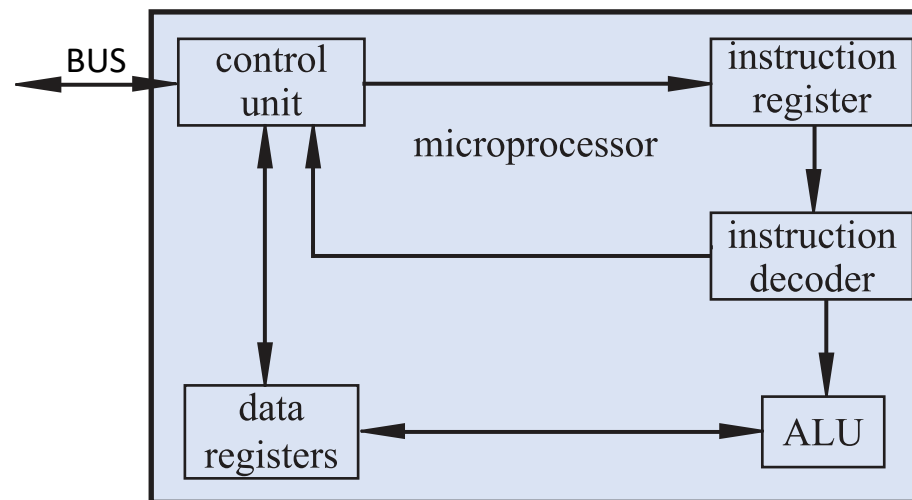 BUS
control
unit
instruction
register
microprocessor
instruction
decoder
data
registers
ALU